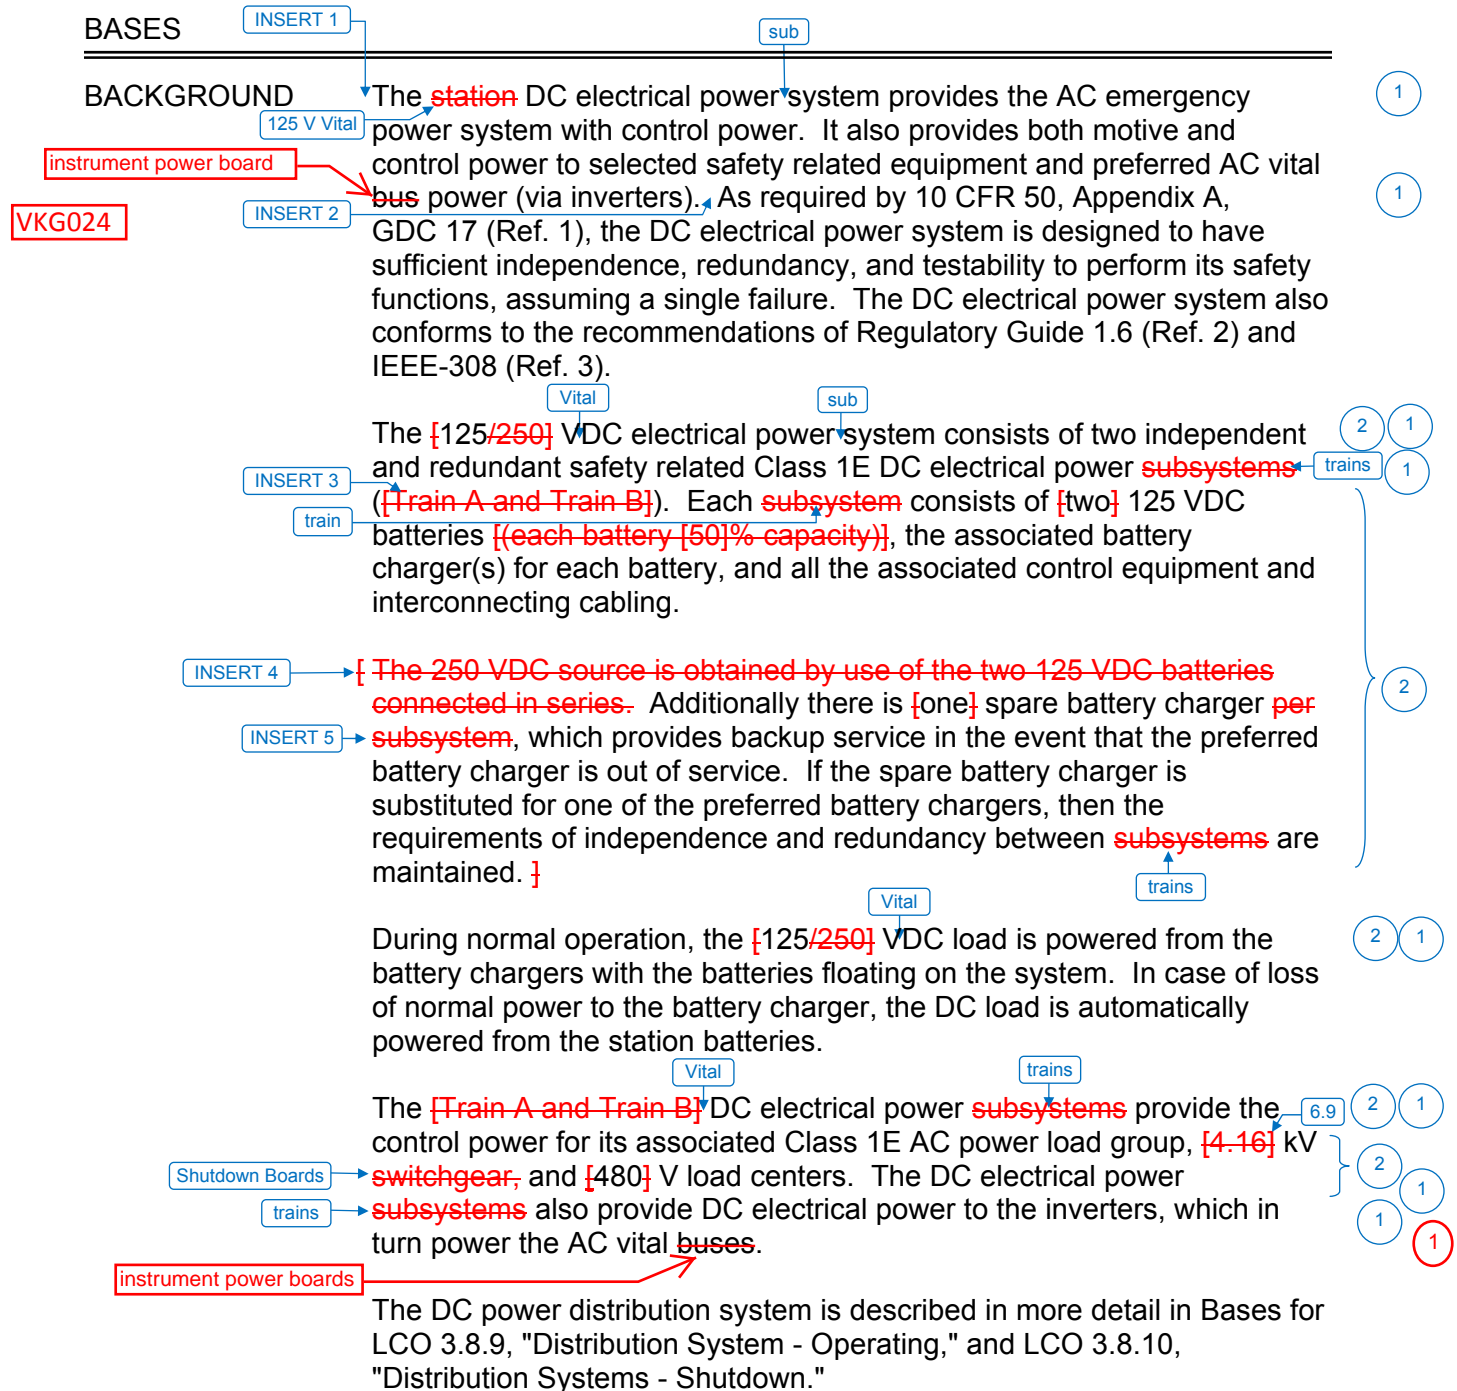 BASES
INSERT 1
sub
BACKGROUND
The station DC electrical power system provides the AC emergency
1
125 V Vital
power system with control power. It also provides both motive and
instrument power board
control power to selected safety related equipment and preferred AC vital
bus power (via inverters). As required by 10 CFR 50, Appendix A,
1
INSERT 2
VKG024
GDC 17 (Ref. 1), the DC electrical power system is designed to have
sufficient independence, redundancy, and testability to perform its safety
functions, assuming a single failure. The DC electrical power system also
conforms to the recommendations of Regulatory Guide 1.6 (Ref. 2) and
IEEE-308 (Ref. 3).
Vital
sub
The [125/250] VDC electrical power system consists of two independent
2 1
and redundant safety related Class 1E DC electrical power subsystems
trains
1
INSERT 3
([Train A and Train B]). Each subsystem consists of [two] 125 VDC
train
batteries [(each battery [50]% capacity)], the associated battery
charger(s) for each battery, and all the associated control equipment and
interconnecting cabling.
INSERT 4
[ The 250 VDC source is obtained by use of the two 125 VDC batteries
connected in series. Additionally there is [one] spare battery charger per
2
INSERT 5
subsystem, which provides backup service in the event that the preferred
battery charger is out of service. If the spare battery charger is
substituted for one of the preferred battery chargers, then the
requirements of independence and redundancy between subsystems are
maintained. ]
trains
Vital
During normal operation, the [125/250] VDC load is powered from the
2 1
battery chargers with the batteries floating on the system. In case of loss
of normal power to the battery charger, the DC load is automatically
powered from the station batteries.
Vital
trains
The [Train A and Train B] DC electrical power subsystems provide the
6.9
2 1
control power for its associated Class 1E AC power load group, [4.16] kV
Shutdown Boards
switchgear, and [480] V load centers. The DC electrical power
2
1
trains
subsystems also provide DC electrical power to the inverters, which in
1
turn power the AC vital buses.
1
instrument power boards
The DC power distribution system is described in more detail in Bases for
LCO 3.8.9, "Distribution System - Operating," and LCO 3.8.10,
"Distribution Systems - Shutdown."